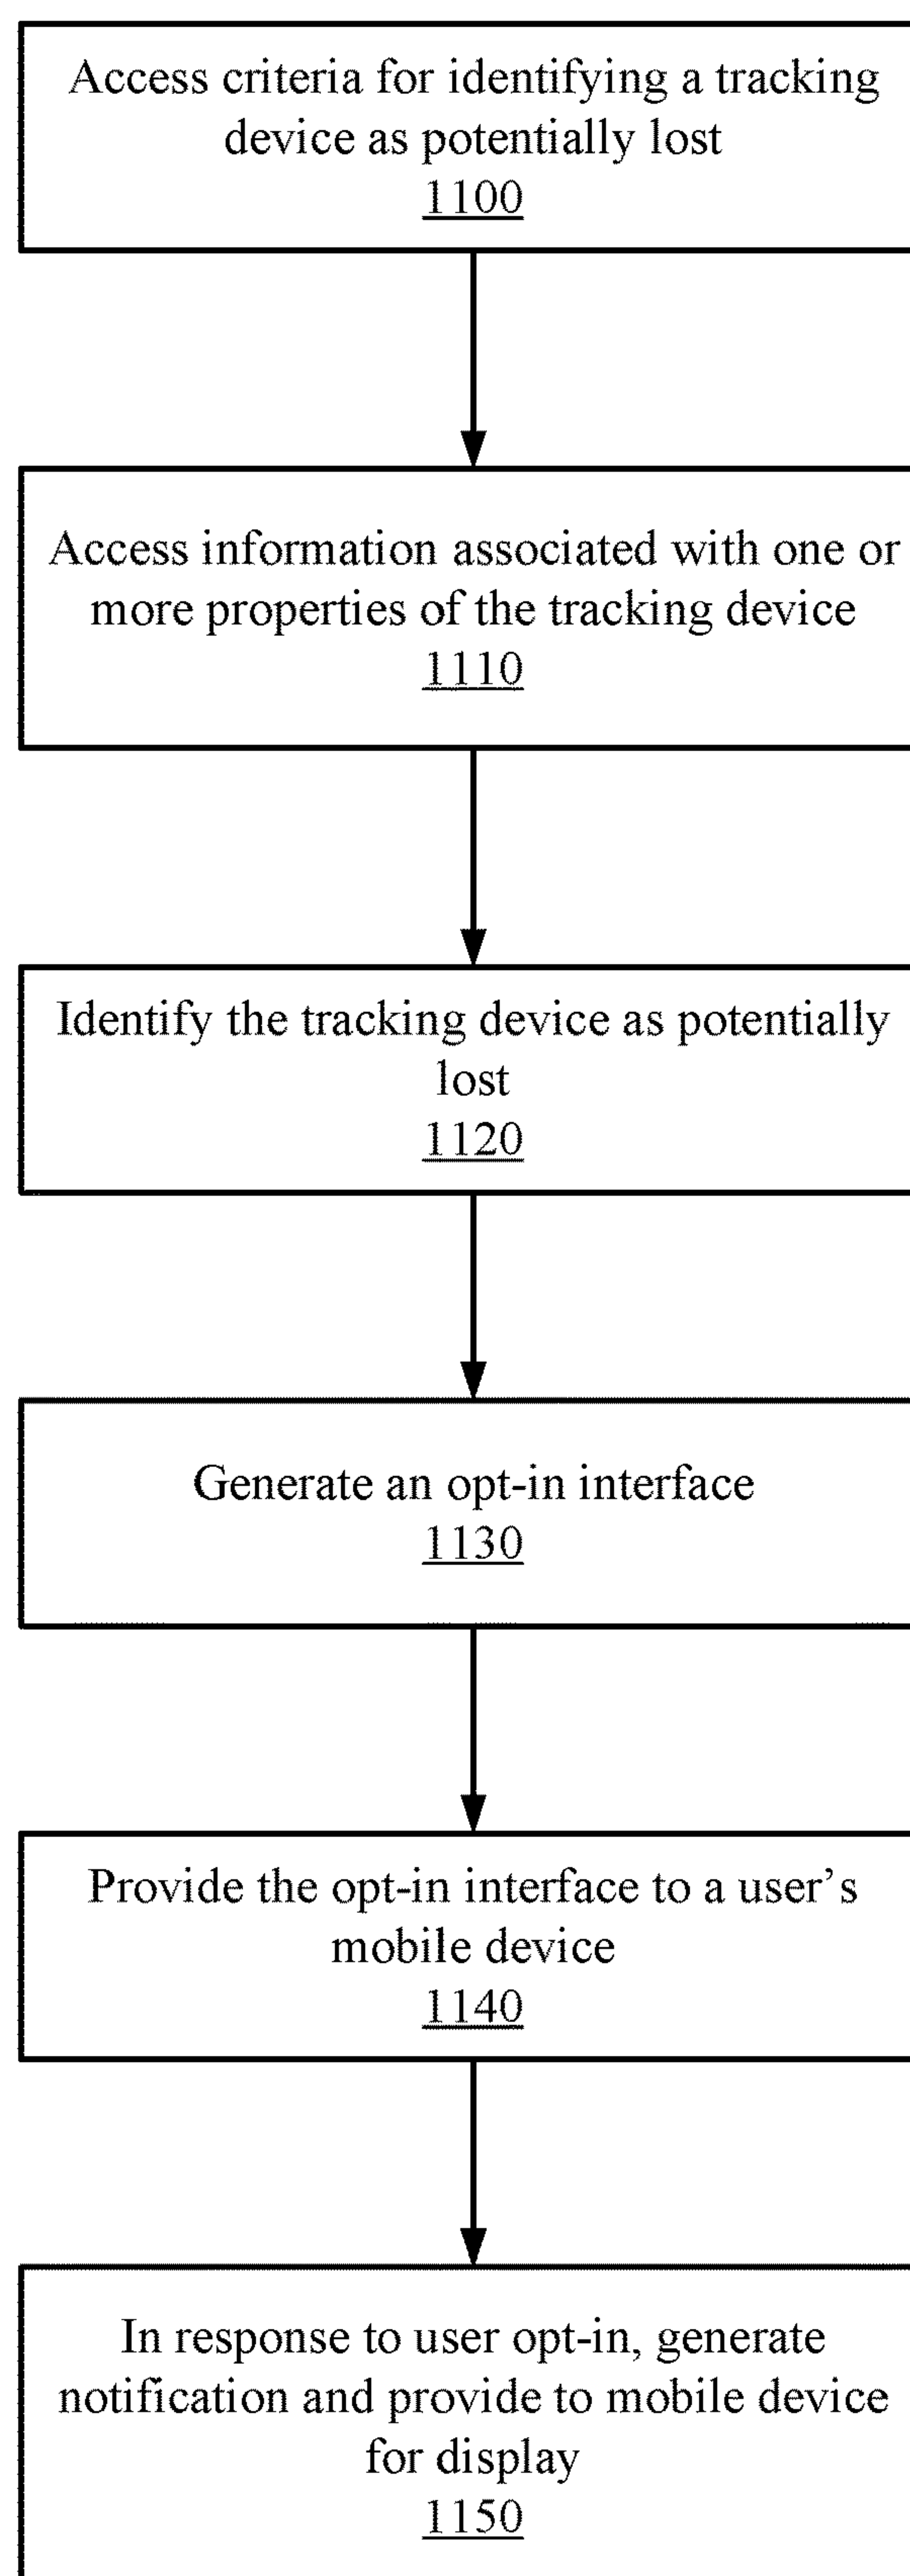 Access criteria for identifying a tracking
device as potentially lost
1100
Access information associated with one or
more properties of the tracking device
1110
Identify the tracking device as potentially
lost
1120
Generate an opt-in interface
1130
Provide the opt-in interface to a user's
mobile device
1140
In response to user opt-in, generate
notification and provide to mobile device
for display
1150